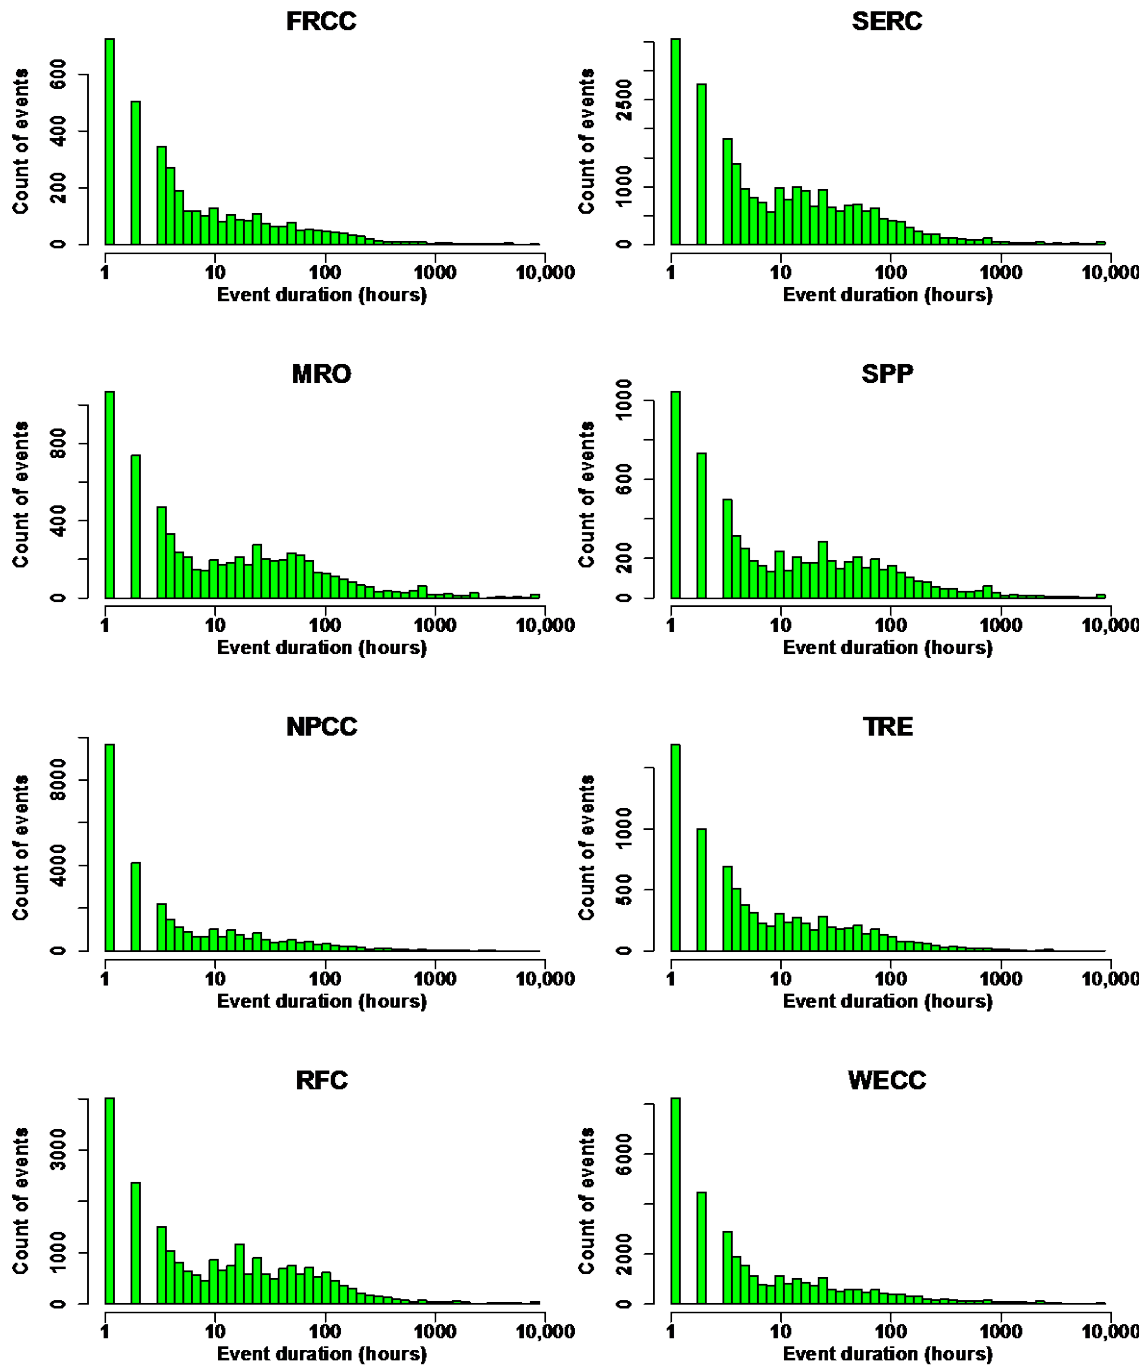 FRCC
Count of events
600
400
200
0
1 10 100 1000 10,000
Event duration (hours)
SERC
Count of events
2500
1000
0
1 10 100 1000 10,000
Event duration (hours)
MRO
Count of events
800
400
0
1 10 100 1000 10,000
Event duration (hours)
SPP
Count of events
1000
600
200
0
1 10 100 1000 10,000
Event duration (hours)
NPCC
Count of events
8000
4000
0
1 10 100 1000 10,000
Event duration (hours)
TRE
Count of events
1000
500
0
1 10 100 1000 10,000
Event duration (hours)
RFC
Count of events
3000
1000
0
1 10 100 1000 10,000
Event duration (hours)
WECC
Count of events
6000
2000
0
1 10 100 1000 10,000
Event duration (hours)